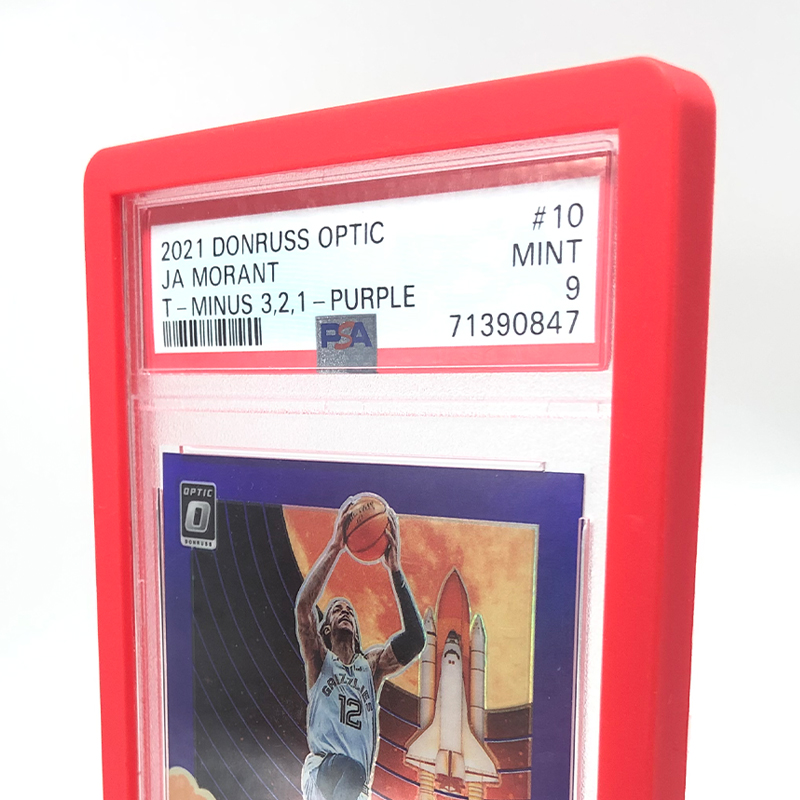 2021 DONRUSS OPTIC
JA MORANT
T-MINUS 3,2,1-PURPLE
#10
MINT
9
71390847
PSA
OPTIC
O
DONRUSS
GRIZZLIES
12